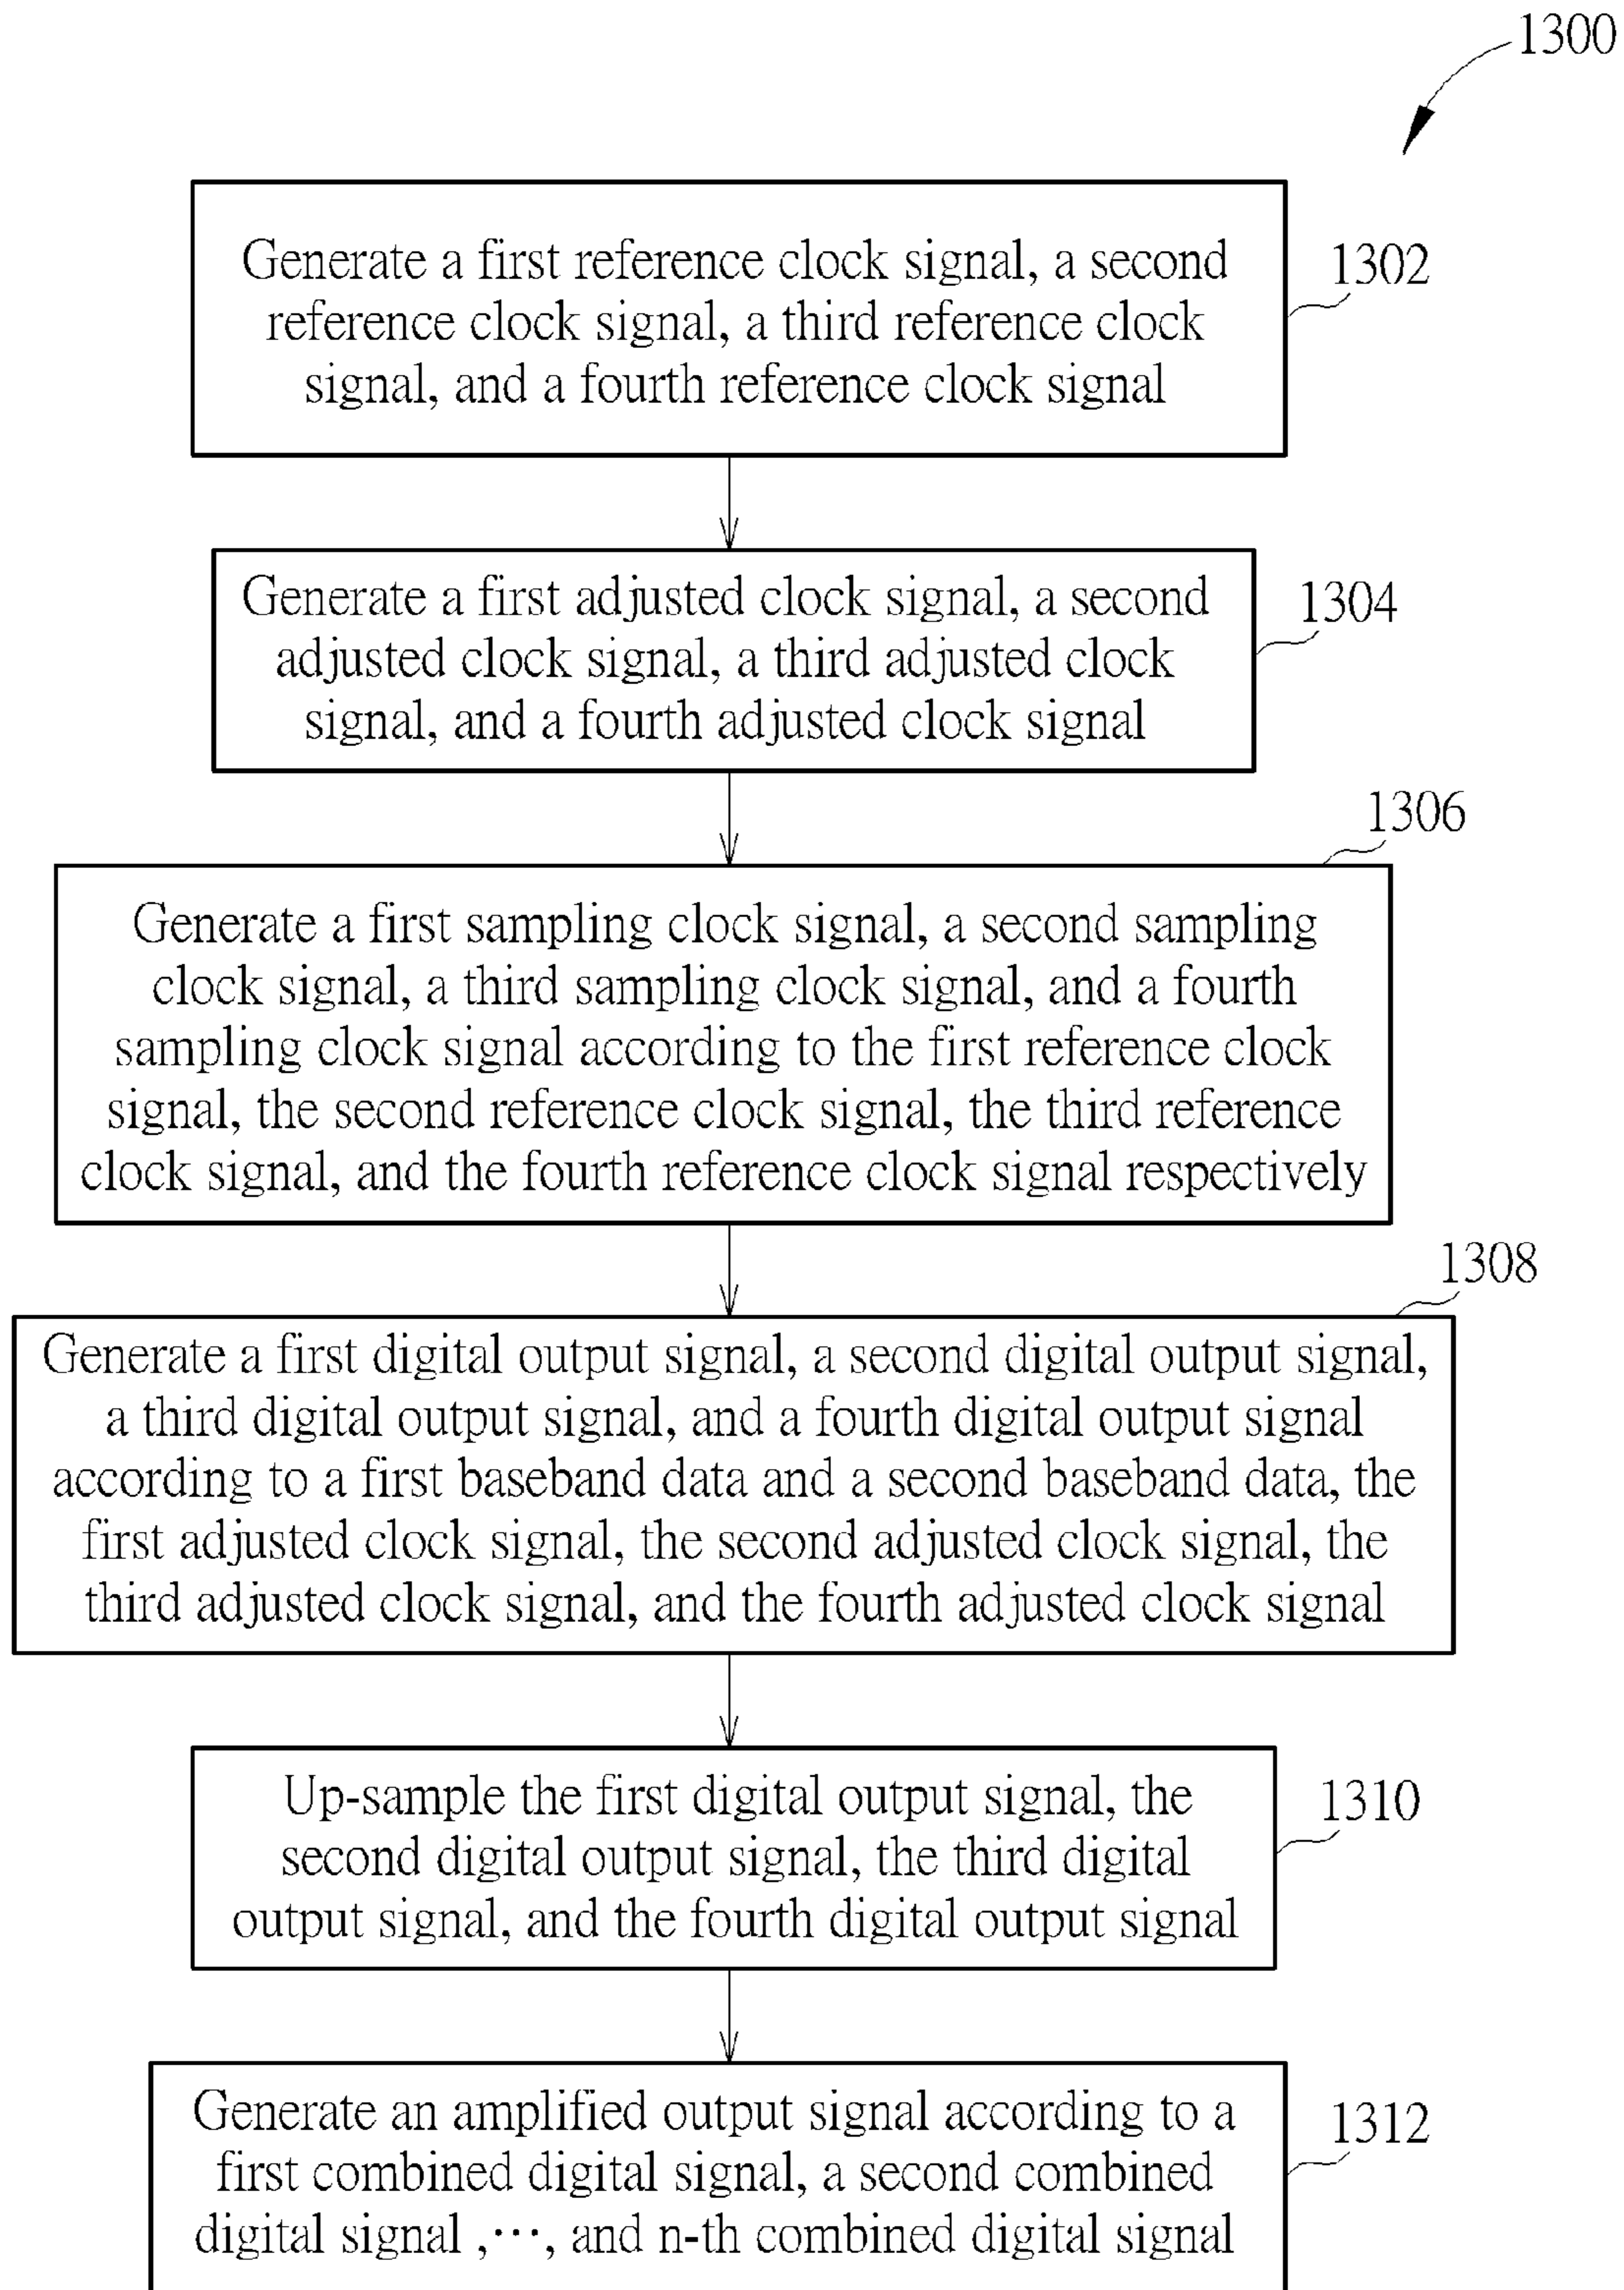 1300
Generate a first reference clock signal, a second
reference clock signal, a third reference clock
signal, and a fourth reference clock signal
1302
Generate a first adjusted clock signal, a second
adjusted clock signal, a third adjusted clock
signal, and a fourth adjusted clock signal
1304
1306
Generate a first sampling clock signal, a second sampling
clock signal, a third sampling clock signal, and a fourth
sampling clock signal according to the first reference clock
signal, the second reference clock signal, the third reference
clock signal, and the fourth reference clock signal respectively
1308
Generate a first digital output signal, a second digital output signal,
a third digital output signal, and a fourth digital output signal
according to a first baseband data and a second baseband data, the
first adjusted clock signal, the second adjusted clock signal, the
third adjusted clock signal, and the fourth adjusted clock signal
Up-sample the first digital output signal, the
second digital output signal, the third digital
output signal, and the fourth digital output signal
1310
Generate an amplified output signal according to a
first combined digital signal, a second combined
digital signal ,⋯, and n-th combined digital signal
1312